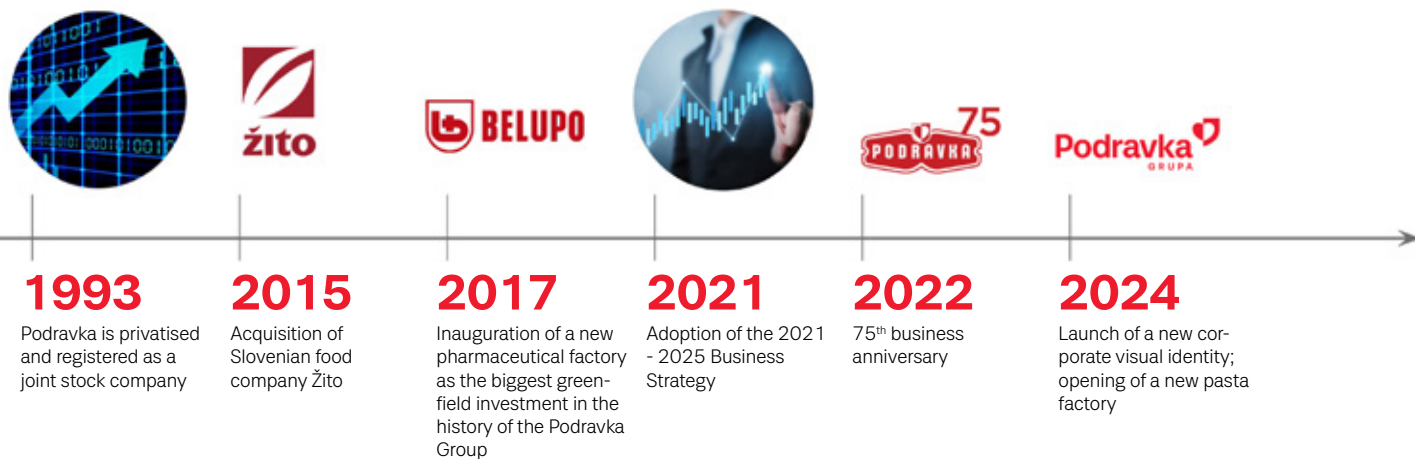 žito
BELUPO
75
PODRAVKA
Podravka
GRUPA
1993
Podravka is privatised
and registered as a
joint stock company
2015
Acquisition of
Slovenian food
company Žito
2017
Inauguration of a new
pharmaceutical factory
as the biggest green-
field investment in the
history of the Podravka
Group
2021
Adoption of the 2021
- 2025 Business
Strategy
2022
75th business
anniversary
2024
Launch of a new cor-
porate visual identity;
opening of a new pasta
factory